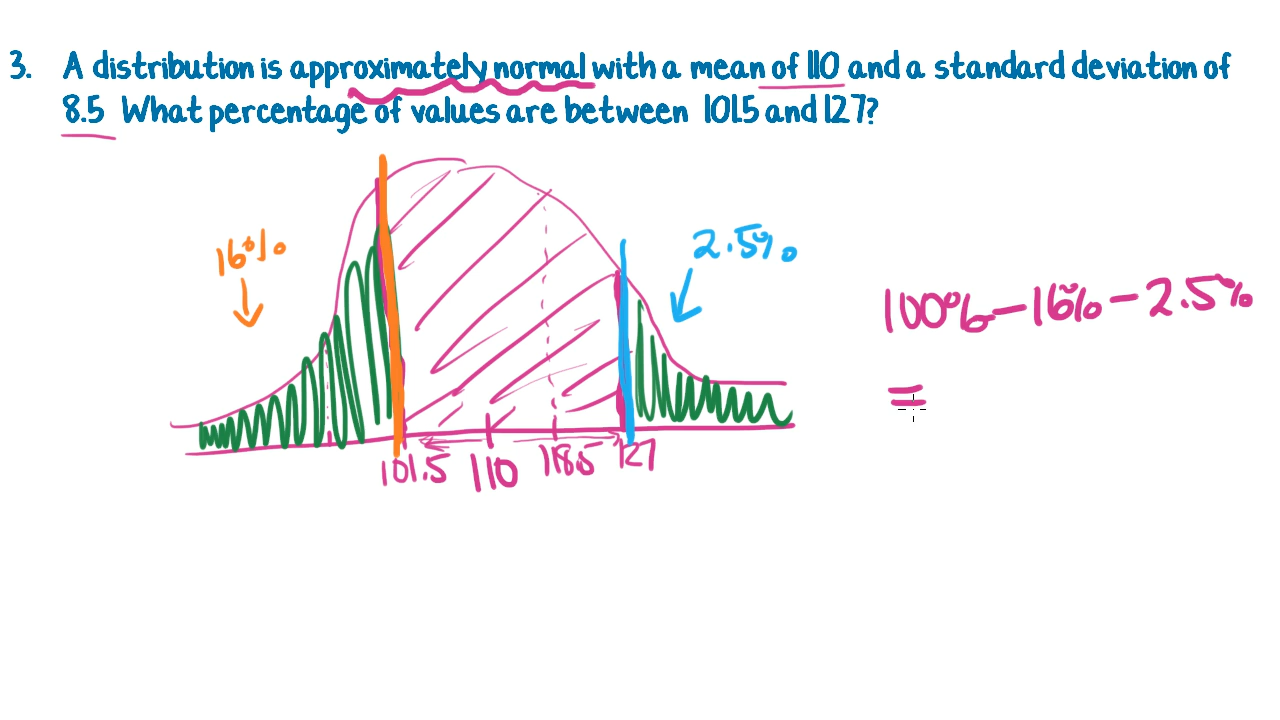 3. A distribution is approximately normal with a mean of 110 and a standard deviation of
8.5 What percentage of values are between 101.5 and 127?
16%
2.5%
100% - 16% - 2.5%
=
101.5 110 118.5 127